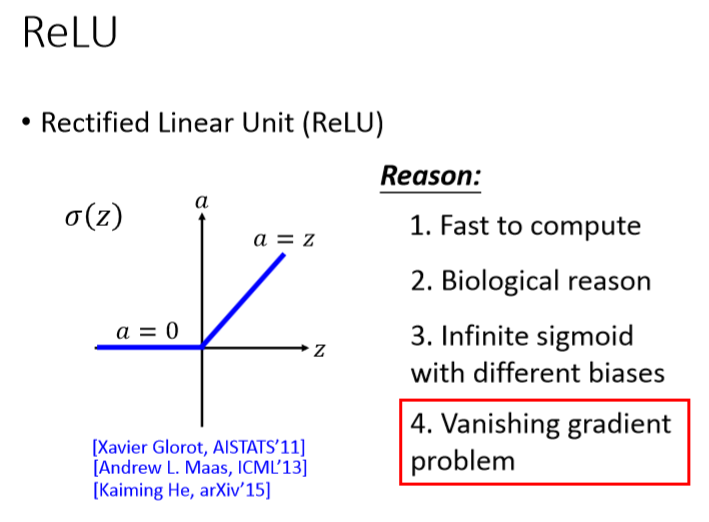 ReLU
• Rectified Linear Unit (ReLU)
σ(z)
a
a = z
a = 0
z
[Xavier Glorot, AISTATS’11]
[Andrew L. Maas, ICML’13]
[Kaiming He, arXiv’15]
Reason:
1. Fast to compute
2. Biological reason
3. Infinite sigmoid
with different biases
4. Vanishing gradient
problem